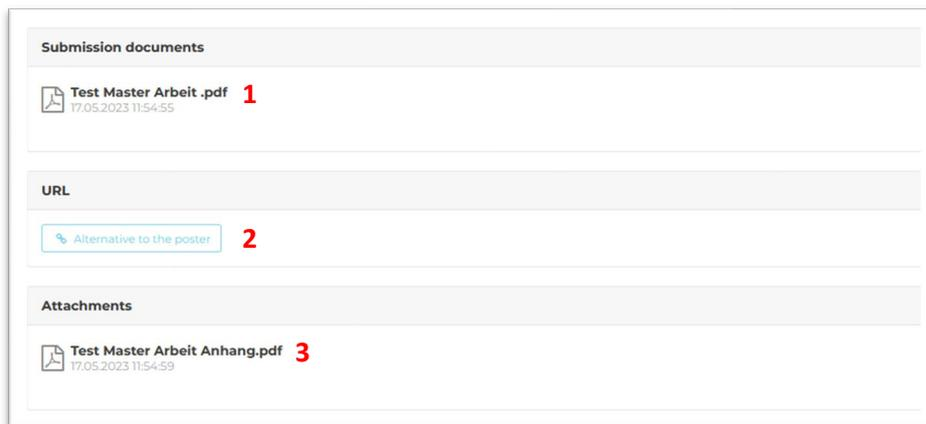 Submission documents
Test Master Arbeit .pdf 1
17.05.2023 11:54:55
URL
Alternative to the poster 2
Attachments
Test Master Arbeit Anhang.pdf 3
17.05.2023 11:54:59